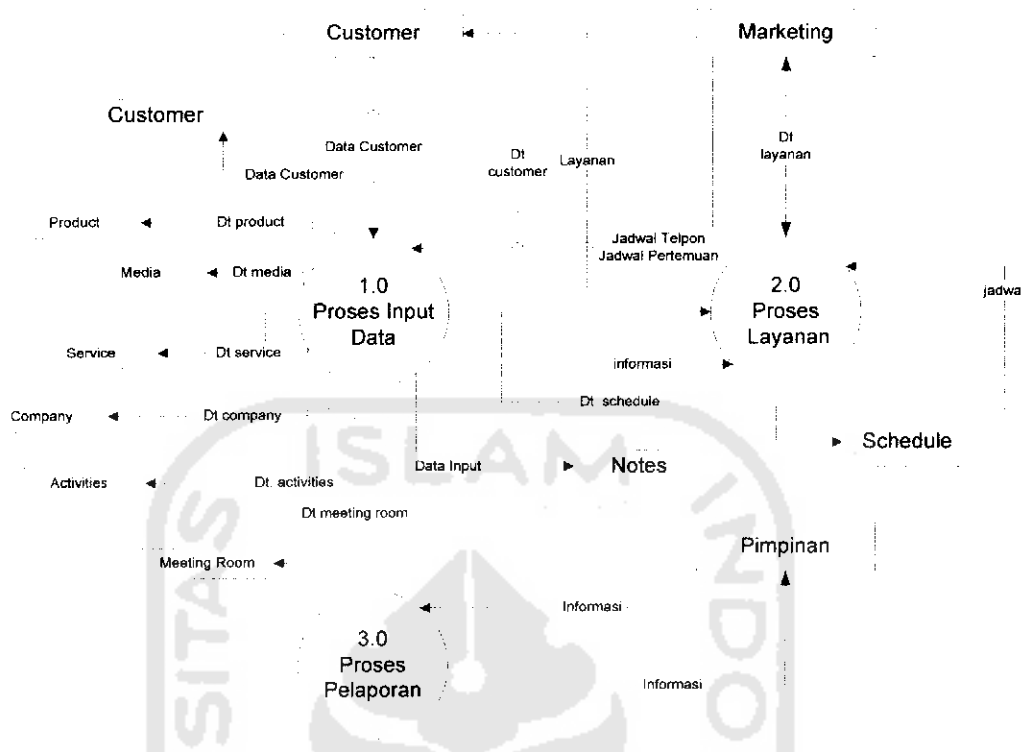 Customer
Marketing
Customer
Data Customer
Data Customer
Dt
customer
Layanan
Dt
layanan
Product
Dt product
Media
Dt media
Service
Dt service
Company
Dt company
Activities
Dt. activities
Dt meeting room
Meeting Room
1.0
Proses Input
Data
Jadwal Telpon
Jadwal Pertemuan
2.0
Proses
Layanan
jadwa
informasi
Dt schedule
Schedule
Data Input
Notes
Pimpinan
3.0
Proses
Pelaporan
Informasi
Informasi
SITAS
ISLAM
INDO